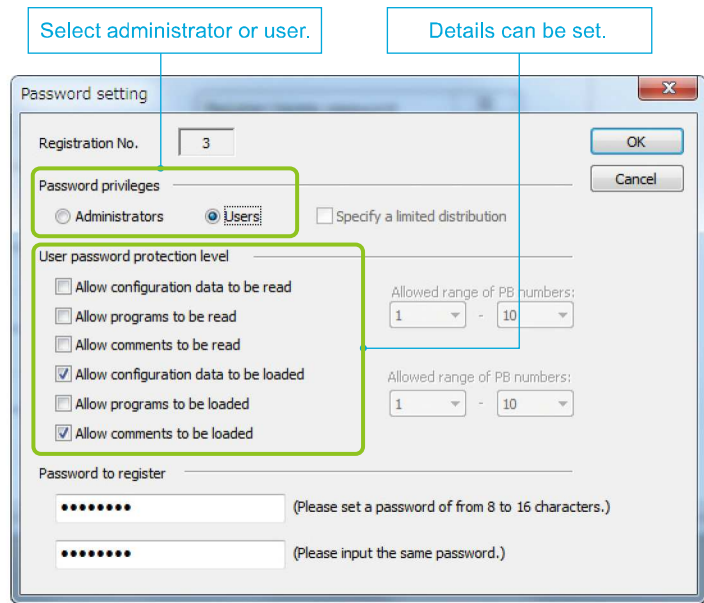 Select administrator or user.
Details can be set.
Password setting
Registration No.
3
OK
Password privileges
Cancel
Administrators
Users
Specify a limited distribution
User password protection level
Allow configuration data to be read
Allowed range of PB numbers:
Allow programs to be read
1 - 10
Allow comments to be read
Allow configuration data to be loaded
Allowed range of PB numbers:
Allow programs to be loaded
1 - 10
Allow comments to be loaded
Password to register
•••••••• (Please set a password of from 8 to 16 characters.)
•••••••• (Please input the same password.)